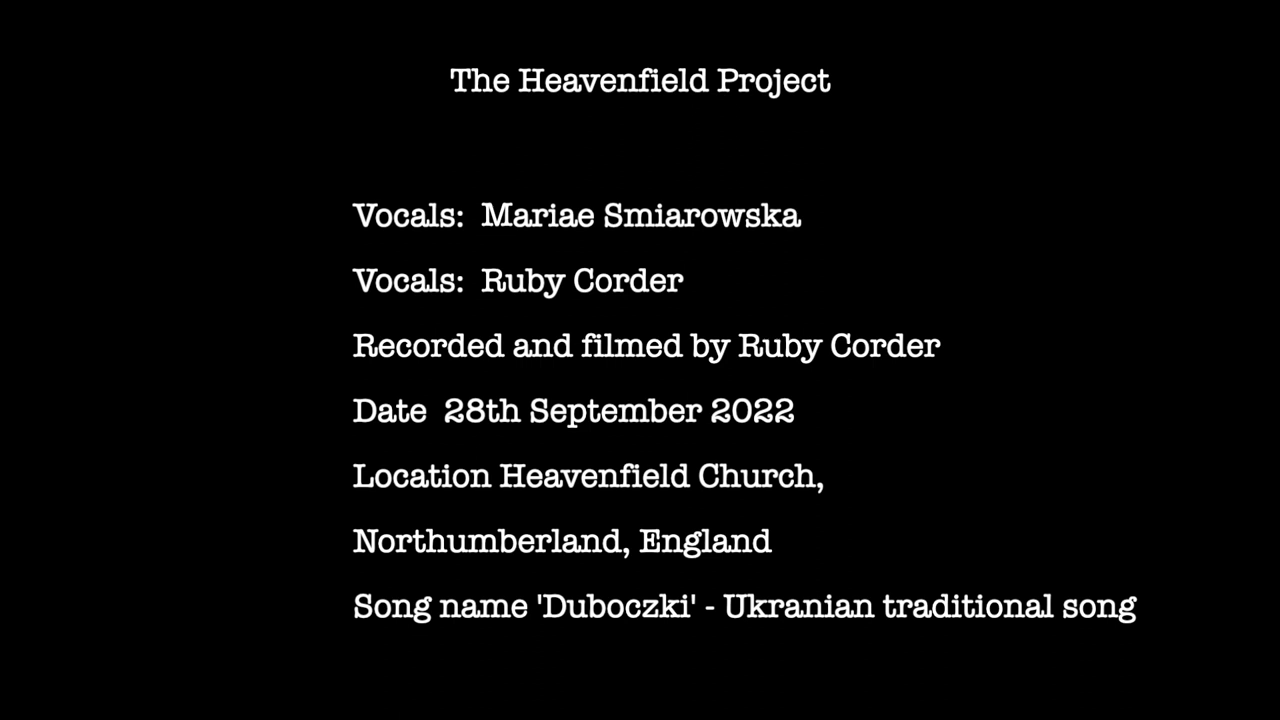 The Heavenfield Project
Vocals:  Mariae Smiarowska
Vocals:  Ruby Corder
Recorded and filmed by Ruby Corder
Date  28th September 2022
Location Heavenfield Church,
Northumberland, England
Song name 'Duboczki' - Ukranian traditional song